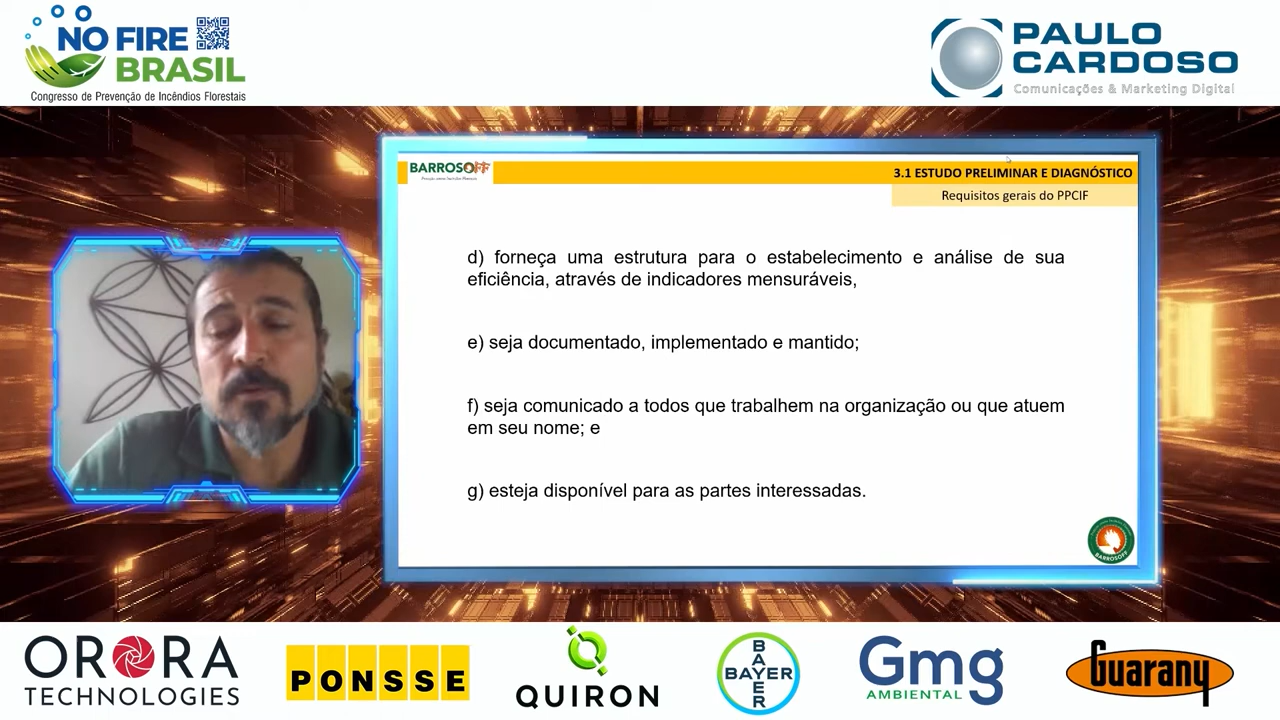 NO FIRE
BRASIL
Congresso de Prevenção de Incêndios Florestais
PAULO
CARDOSO
Comunicações & Marketing Digital
BARROSOFF
3.1 ESTUDO PRELIMINAR E DIAGNÓSTICO
Requisitos gerais do PPCIF
d) forneça uma estrutura para o estabelecimento e análise de sua
eficiência, através de indicadores mensuráveis,
e) seja documentado, implementado e mantido;
f) seja comunicado a todos que trabalhem na organização ou que atuem
em seu nome; e
g) esteja disponível para as partes interessadas.
BARROSOFF
ORORA
TECHNOLOGIES
PONSSE
QUIRON
BAYER
BAYER
Gmg
AMBIENTAL
Guarany